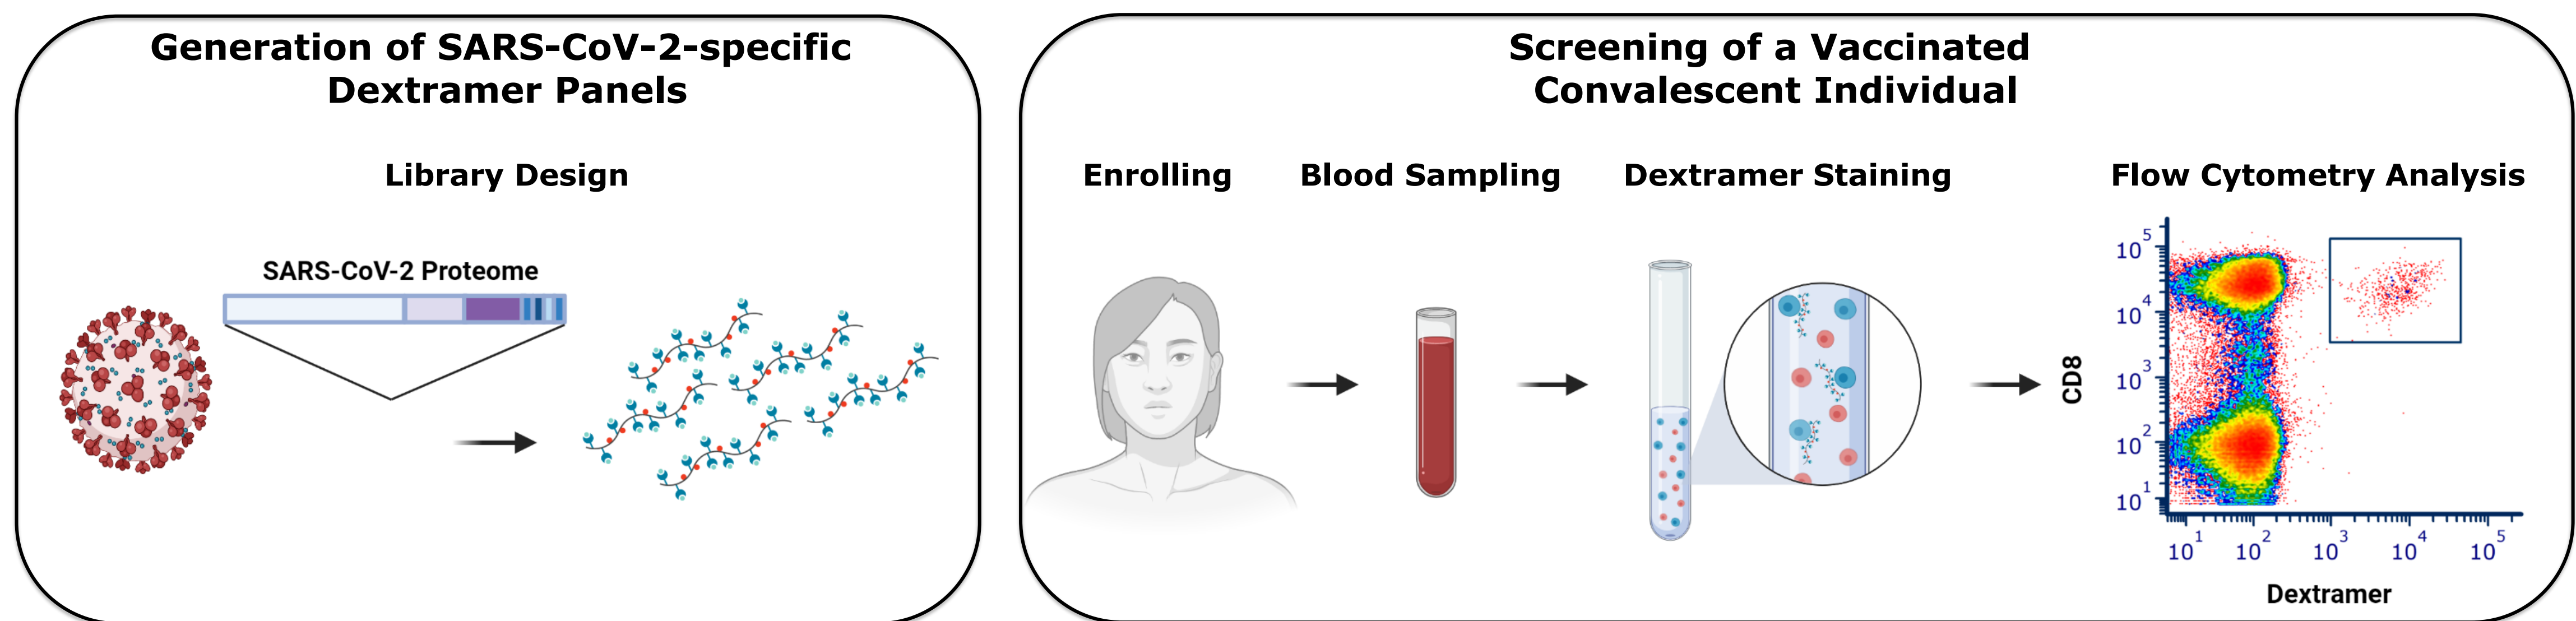 Generation of SARS-CoV-2-specific
Dextramer Panels
Library Design
SARS-CoV-2 Proteome
Screening of a Vaccinated
Convalescent Individual
Enrolling
Blood Sampling
Dextramer Staining
Flow Cytometry Analysis
CD8
10^5
10^4
10^3
10^2
10^1
10^1 10^2 10^3 10^4 10^5
Dextramer